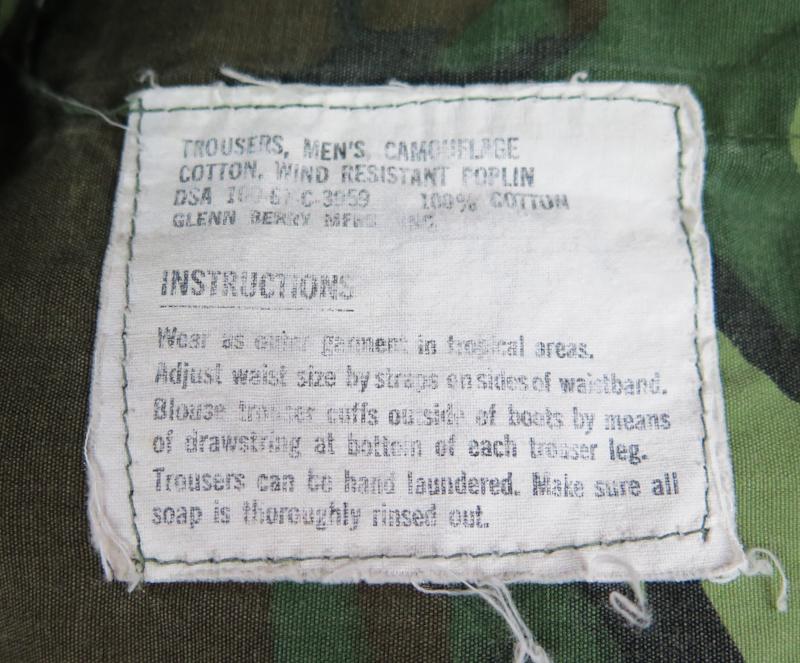 TROUSERS, MEN'S, CAMOUFLAGE
COTTON, WIND RESISTANT POPLIN
DSA 100-67-C-3959 100% COTTON
GLENN BERRY MFRS INC.
INSTRUCTIONS
Wear as outer garment in tropical areas.
Adjust waist size by straps on sides of waistband.
Blouse trouser cuffs outside of boots by means
of drawstring at bottom of each trouser leg.
Trousers can be hand laundered. Make sure all
soap is thoroughly rinsed out.